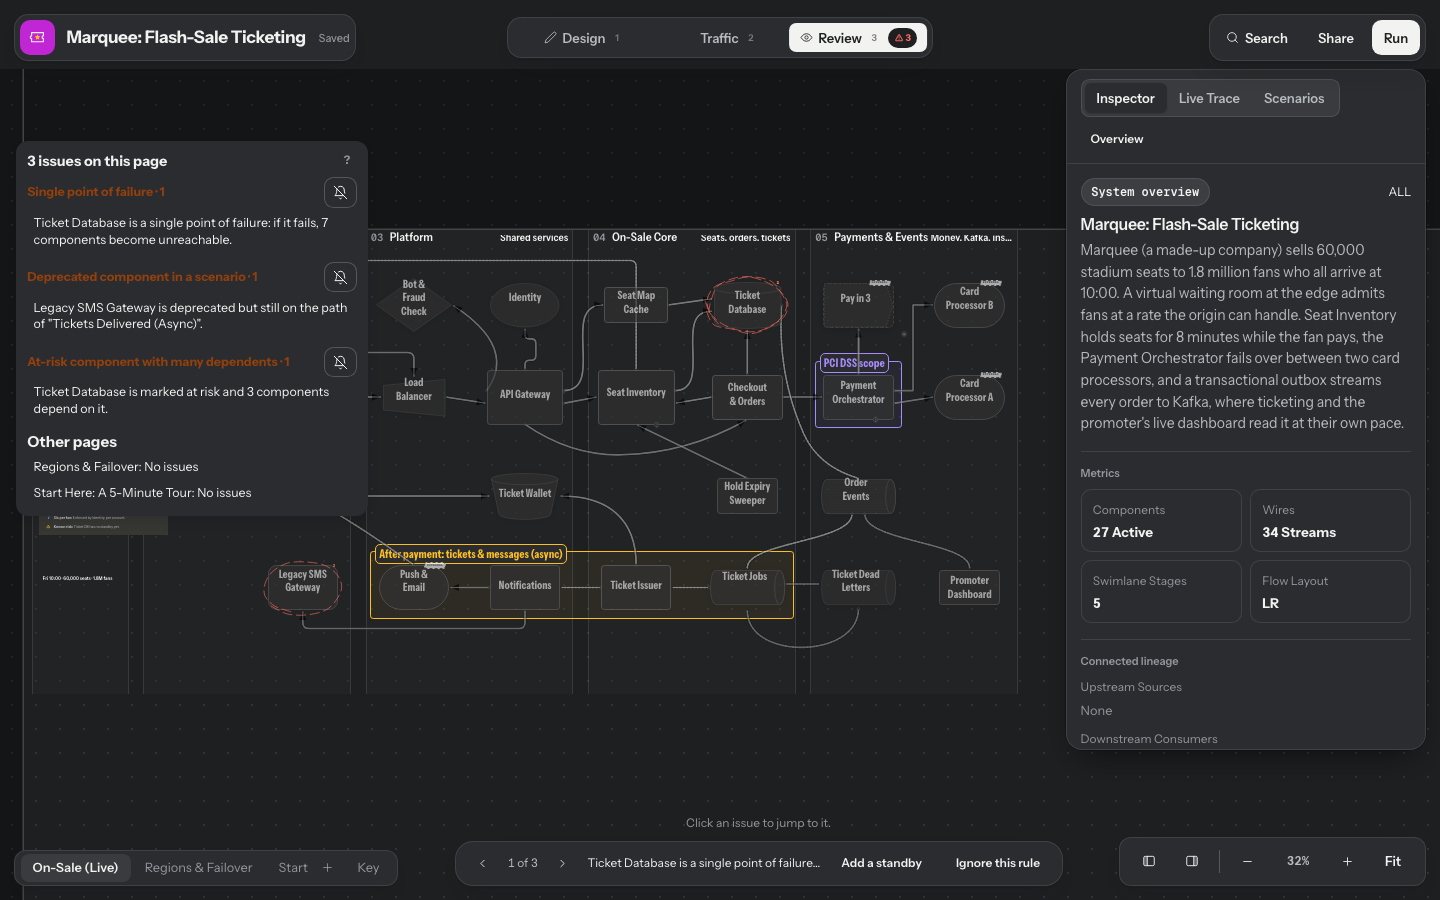 Marquee: Flash-Sale Ticketing
Saved
Design 1
Traffic 2
Review 3
3
Search
Share
Run
3 issues on this page
?
Single point of failure · 1
Ticket Database is a single point of failure: if it fails, 7
components become unreachable.
Deprecated component in a scenario · 1
Legacy SMS Gateway is deprecated but still on the path
of "Tickets Delivered (Async)".
At-risk component with many dependents · 1
Ticket Database is marked at risk and 3 components
depend on it.
Other pages
Regions & Failover: No issues
Start Here: A 5-Minute Tour: No issues
03 Platform
Shared services
04 On-Sale Core
Seats, orders, tickets
05 Payments & Events
Money, Kafka, ins...
Bot &
Fraud
Check
Identity
Seat Map
Cache
Ticket
Database
Pay in 3
Card
Processor B
PCI DSS scope
Load
Balancer
API Gateway
Seat Inventory
Checkout
& Orders
Payment
Orchestrator
Card
Processor A
Ticket Wallet
Hold Expiry
Sweeper
Order
Events
After payment: tickets & messages (async)
Fri 10:00 · 60,000 seats · 1.8M fans
Legacy SMS
Gateway
Push &
Email
Notifications
Ticket Issuer
Ticket Jobs
Ticket Dead
Letters
Promoter
Dashboard
Inspector
Live Trace
Scenarios
Overview
System overview
ALL
Marquee: Flash-Sale Ticketing
Marquee (a made-up company) sells 60,000
stadium seats to 1.8 million fans who all arrive at
10:00. A virtual waiting room at the edge admits
fans at a rate the origin can handle. Seat Inventory
holds seats for 8 minutes while the fan pays, the
Payment Orchestrator fails over between two card
processors, and a transactional outbox streams
every order to Kafka, where ticketing and the
promoter's live dashboard read it at their own pace.
Metrics
Components
27 Active
Wires
34 Streams
Swimlane Stages
5
Flow Layout
LR
Connected lineage
Upstream Sources
None
Downstream Consumers
Click an issue to jump to it.
On-Sale (Live)
Regions & Failover
Start
+
Key
1 of 3
Ticket Database is a single point of failure...
Add a standby
Ignore this rule
−
32%
+
Fit